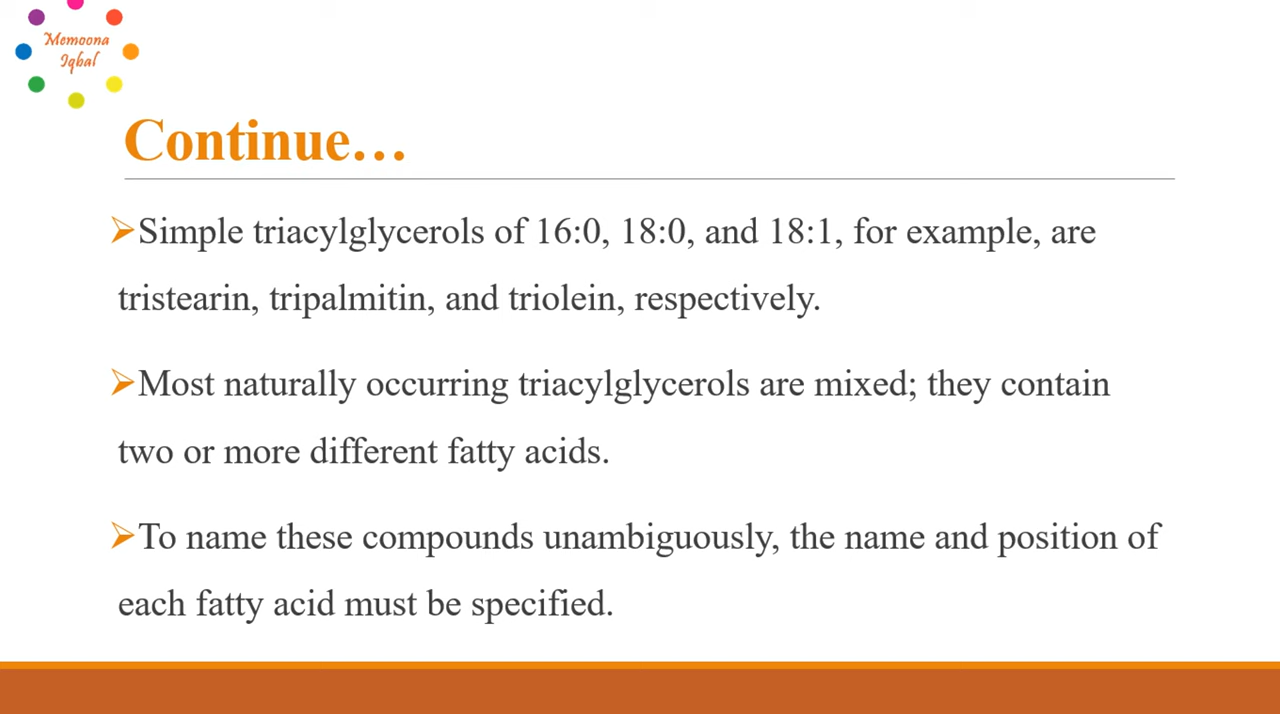 Memoona
Iqbal
Continue…
➢Simple triacylglycerols of 16:0, 18:0, and 18:1, for example, are
tristearin, tripalmitin, and triolein, respectively.
➢Most naturally occurring triacylglycerols are mixed; they contain
two or more different fatty acids.
➢To name these compounds unambiguously, the name and position of
each fatty acid must be specified.